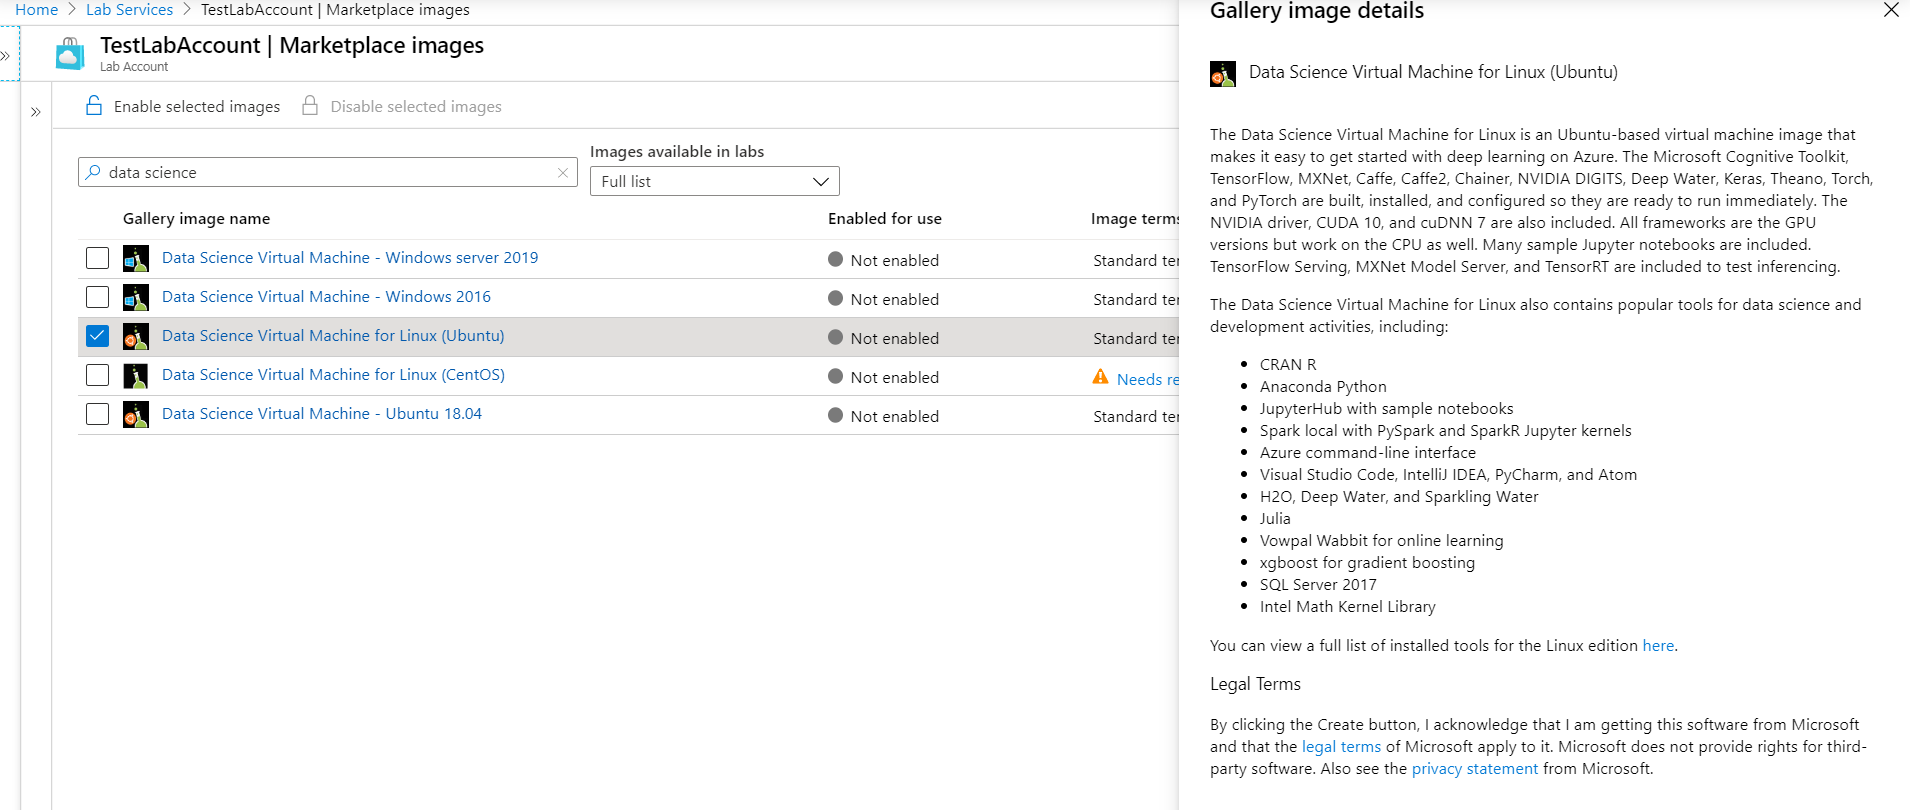 Home > Lab Services > TestLabAccount | Marketplace images
TestLabAccount | Marketplace images
Lab Account
Enable selected images
Disable selected images
data science
Images available in labs
Full list
Gallery image name Enabled for use Image terms
Data Science Virtual Machine - Windows server 2019 Not enabled Standard
Data Science Virtual Machine - Windows 2016 Not enabled Standard
Data Science Virtual Machine for Linux (Ubuntu) Not enabled Standard
Data Science Virtual Machine for Linux (CentOS) Not enabled Needs
Data Science Virtual Machine - Ubuntu 18.04 Not enabled Standard
Gallery image details
Data Science Virtual Machine for Linux (Ubuntu)
The Data Science Virtual Machine for Linux is an Ubuntu-based virtual machine image that
makes it easy to get started with deep learning on Azure. The Microsoft Cognitive Toolkit,
TensorFlow, MXNet, Caffe, Caffe2, Chainer, NVIDIA DIGITS, Deep Water, Keras, Theano, Torch,
and PyTorch are built, installed, and configured so they are ready to run immediately. The
NVIDIA driver, CUDA 10, and cuDNN 7 are also included. All frameworks are the GPU
versions but work on the CPU as well. Many sample Jupyter notebooks are included.
TensorFlow Serving, MXNet Model Server, and TensorRT are included to test inferencing.
The Data Science Virtual Machine for Linux also contains popular tools for data science and
development activities, including:
• CRAN R
• Anaconda Python
• JupyterHub with sample notebooks
• Spark local with PySpark and SparkR Jupyter kernels
• Azure command-line interface
• Visual Studio Code, IntelliJ IDEA, PyCharm, and Atom
• H2O, Deep Water, and Sparkling Water
• Julia
• Vowpal Wabbit for online learning
• xgboost for gradient boosting
• SQL Server 2017
• Intel Math Kernel Library
You can view a full list of installed tools for the Linux edition here.
Legal Terms
By clicking the Create button, I acknowledge that I am getting this software from Microsoft
and that the legal terms of Microsoft apply to it. Microsoft does not provide rights for third-
party software. Also see the privacy statement from Microsoft.